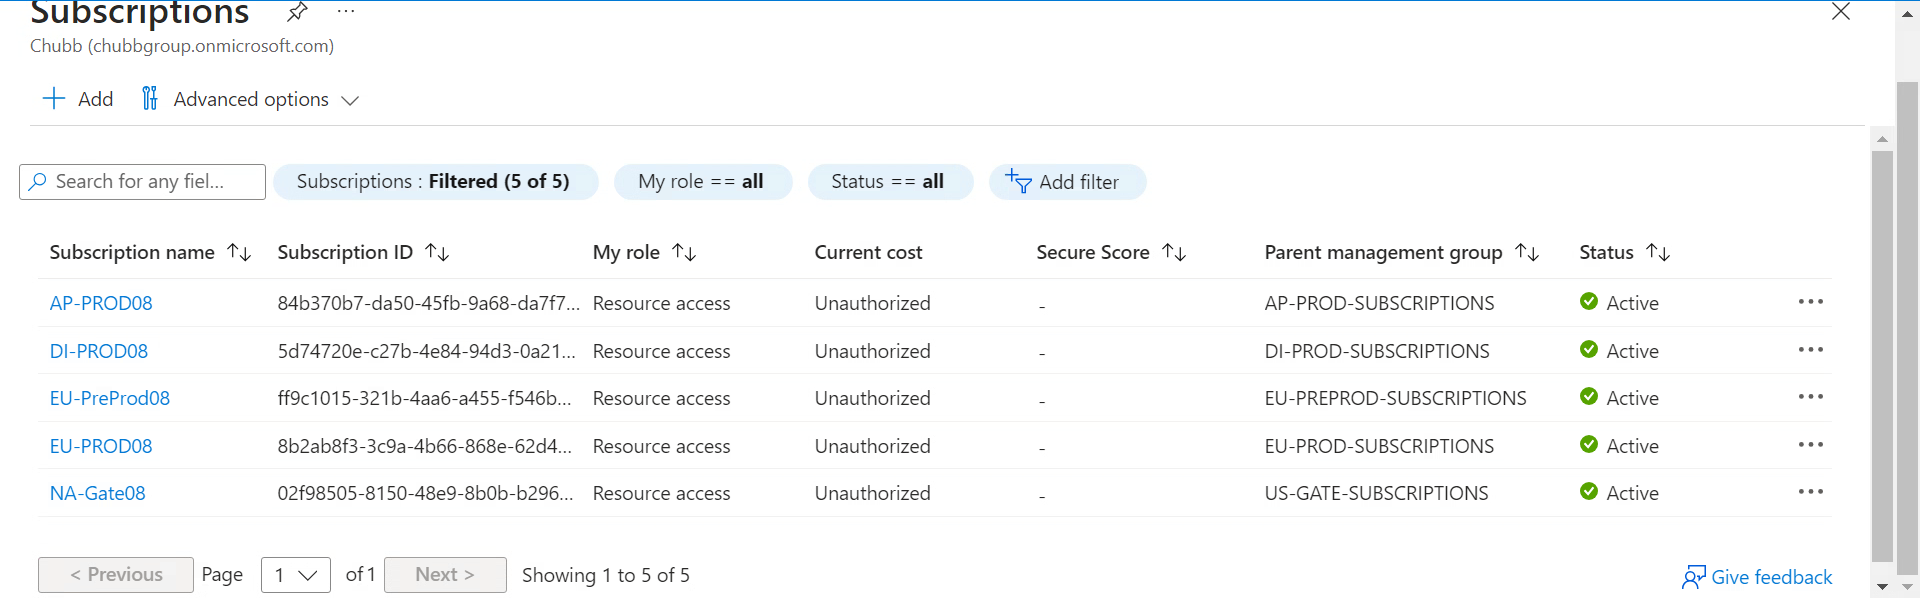 Subscriptions ...
Chubb (chubbgroup.onmicrosoft.com)
Add Advanced options
Search for any fiel... Subscriptions : Filtered (5 of 5) My role == all Status == all Add filter
Subscription name ↑↓ Subscription ID ↑↓ My role ↑↓ Current cost Secure Score ↑↓ Parent management group ↑↓ Status ↑↓
AP-PROD08 84b370b7-da50-45fb-9a68-da7f7... Resource access Unauthorized - AP-PROD-SUBSCRIPTIONS Active ...
DI-PROD08 5d74720e-c27b-4e84-94d3-0a21... Resource access Unauthorized - DI-PROD-SUBSCRIPTIONS Active ...
EU-PreProd08 ff9c1015-321b-4aa6-a455-f546b... Resource access Unauthorized - EU-PREPROD-SUBSCRIPTIONS Active ...
EU-PROD08 8b2ab8f3-3c9a-4b66-868e-62d4... Resource access Unauthorized - EU-PROD-SUBSCRIPTIONS Active ...
NA-Gate08 02f98505-8150-48e9-8b0b-b296... Resource access Unauthorized - US-GATE-SUBSCRIPTIONS Active ...
< Previous Page 1 of 1 Next > Showing 1 to 5 of 5 Give feedback